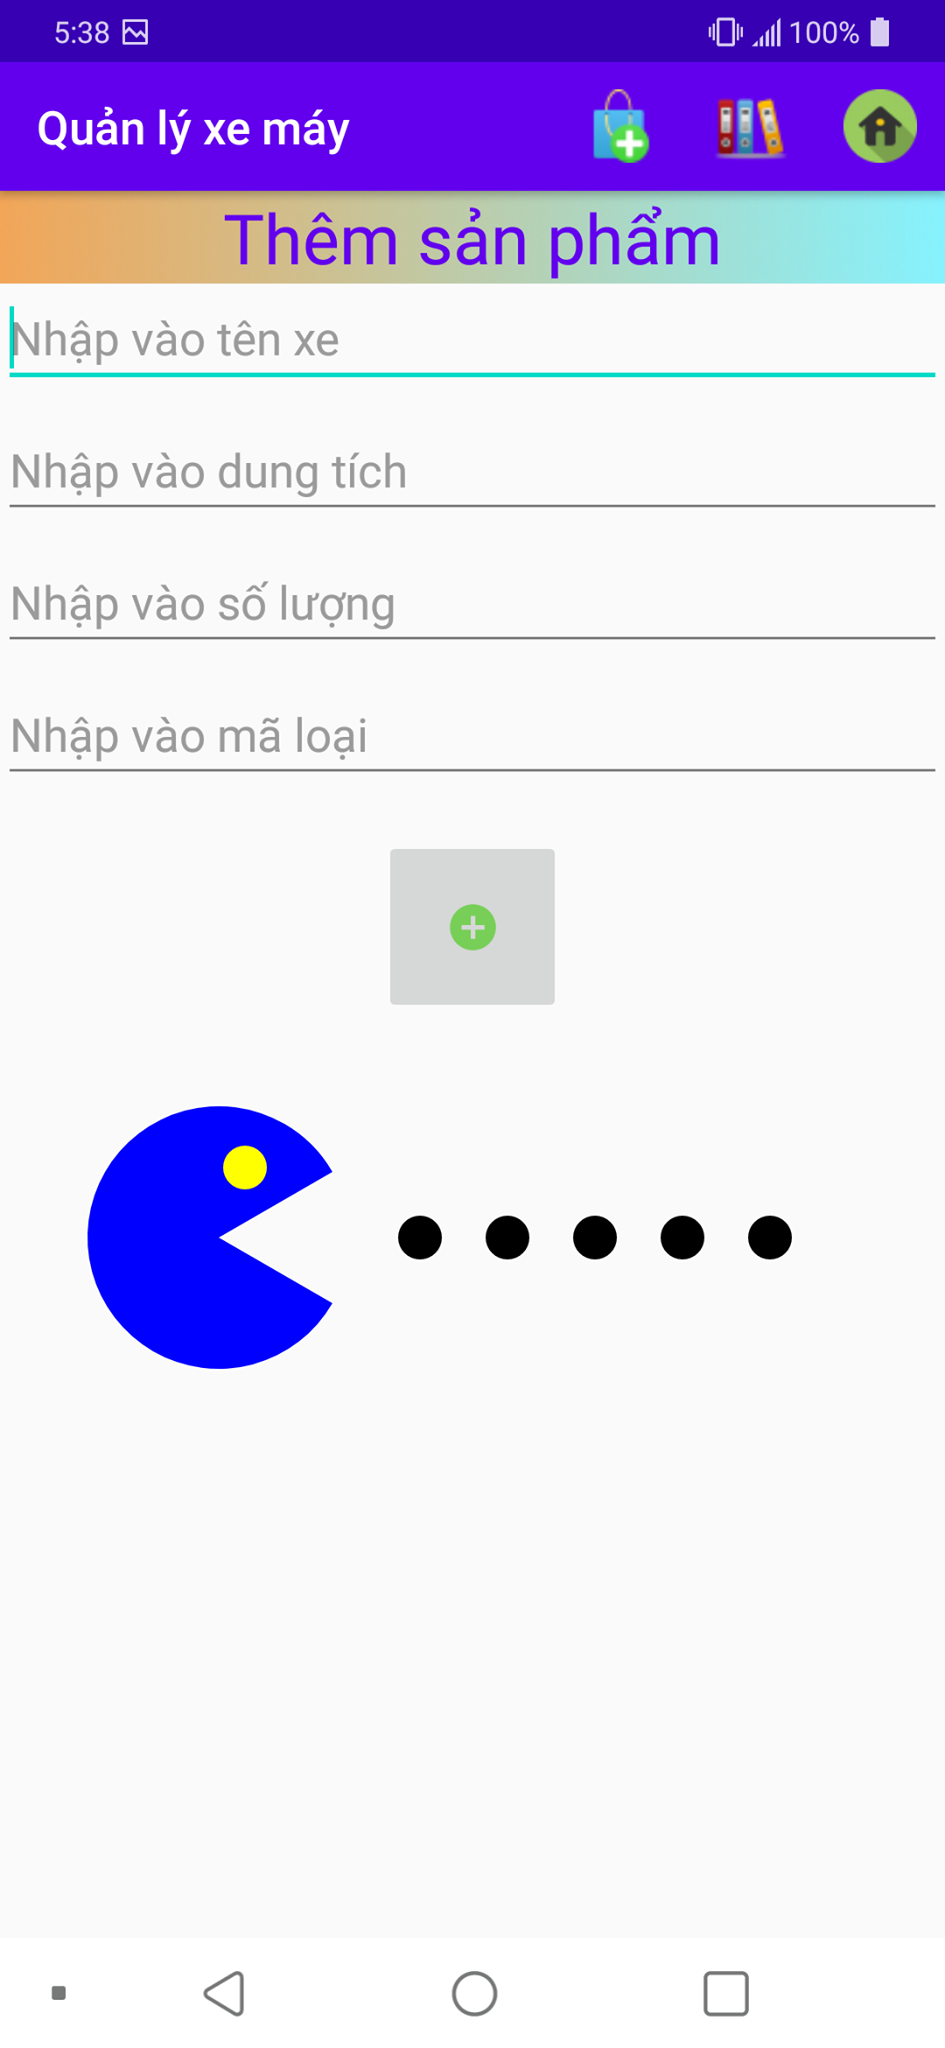 5:38 100%
Quản lý xe máy
Thêm sản phẩm
Nhập vào tên xe
Nhập vào dung tích
Nhập vào số lượng
Nhập vào mã loại